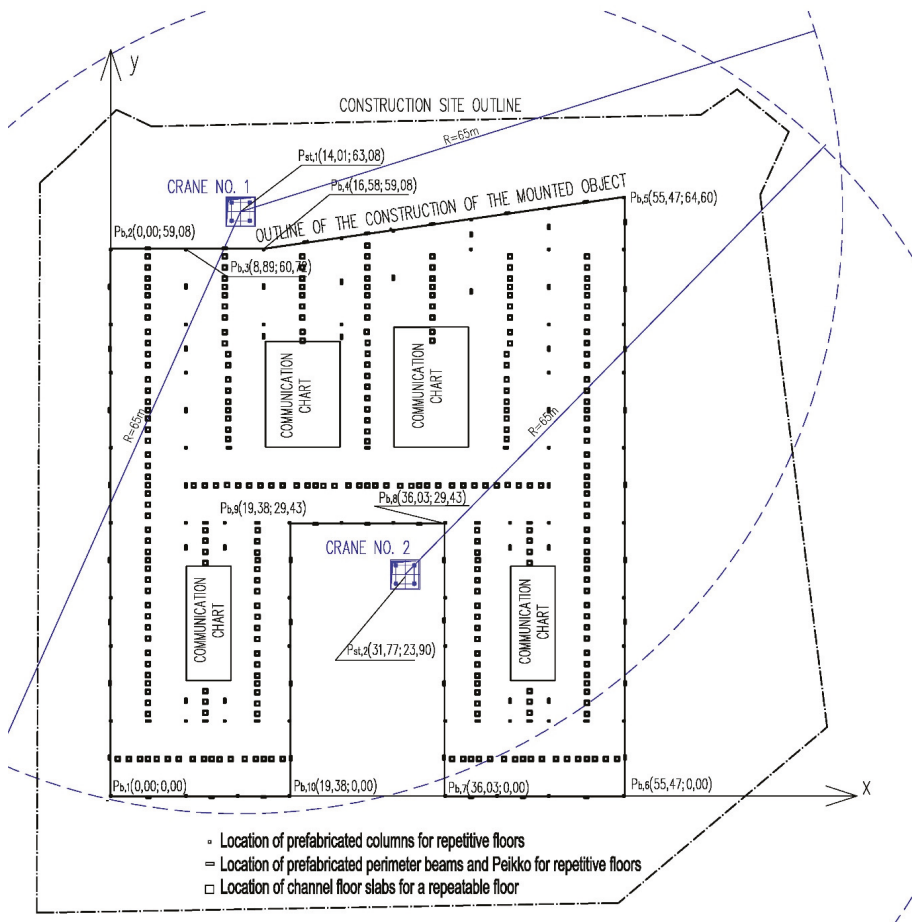 y
CONSTRUCTION SITE OUTLINE
R=65m
Pst,1(14,01;63,08)
CRANE NO. 1
Pb,4(16,58;59,08)
OUTLINE OF THE CONSTRUCTION OF THE MOUNTED OBJECT
Pb,5(55,47;64,60)
Pb,2(0,00;59,08)
Pb,3(8,89;60,72)
COMMUNICATION
CHART
COMMUNICATION
CHART
R=65m
R=65m
Pb,8(36,03;29,43)
Pb,9(19,38;29,43)
CRANE NO. 2
COMMUNICATION
CHART
COMMUNICATION
CHART
Pst,2(31,77;23,90)
Pb,1(0,00;0,00)
Pb,10(19,38;0,00)
Pb,7(36,03;0,00)
Pb,6(55,47;0,00)
x
Location of prefabricated columns for repetitive floors
Location of prefabricated perimeter beams and Peikko for repetitive floors
Location of channel floor slabs for a repeatable floor